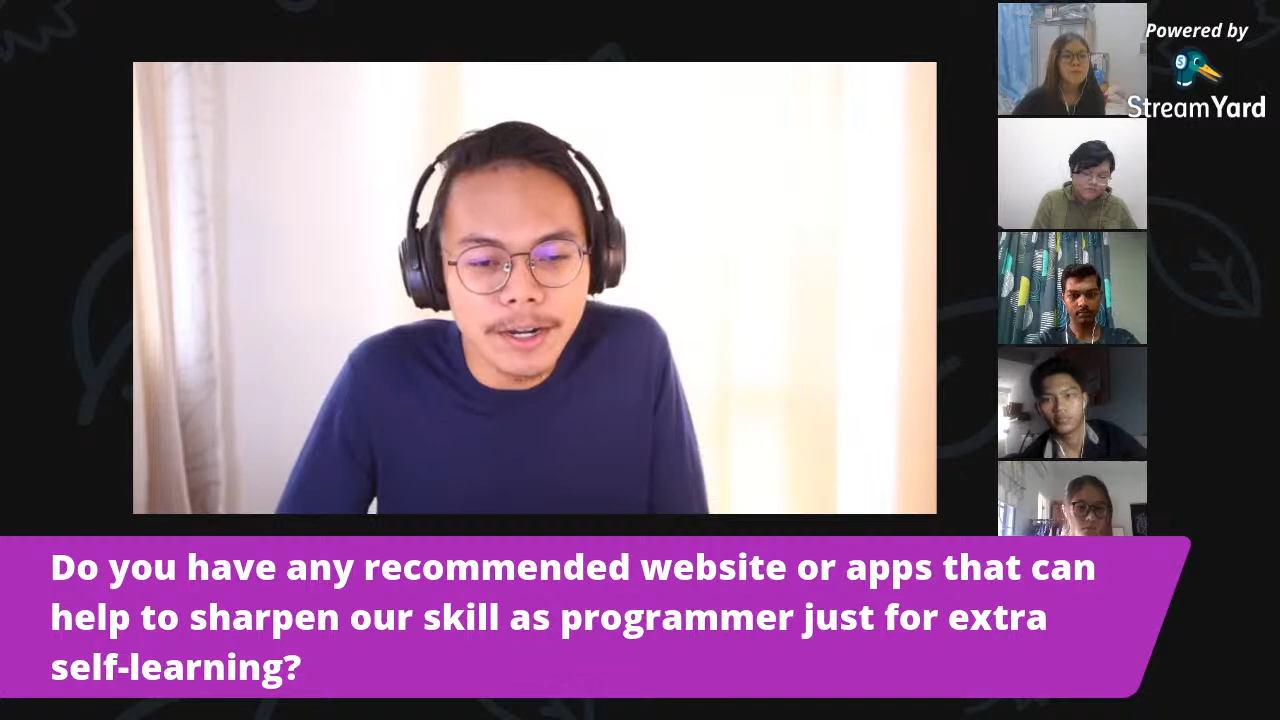 Powered by
StreamYard
Do you have any recommended website or apps that can
help to sharpen our skill as programmer just for extra
self-learning?